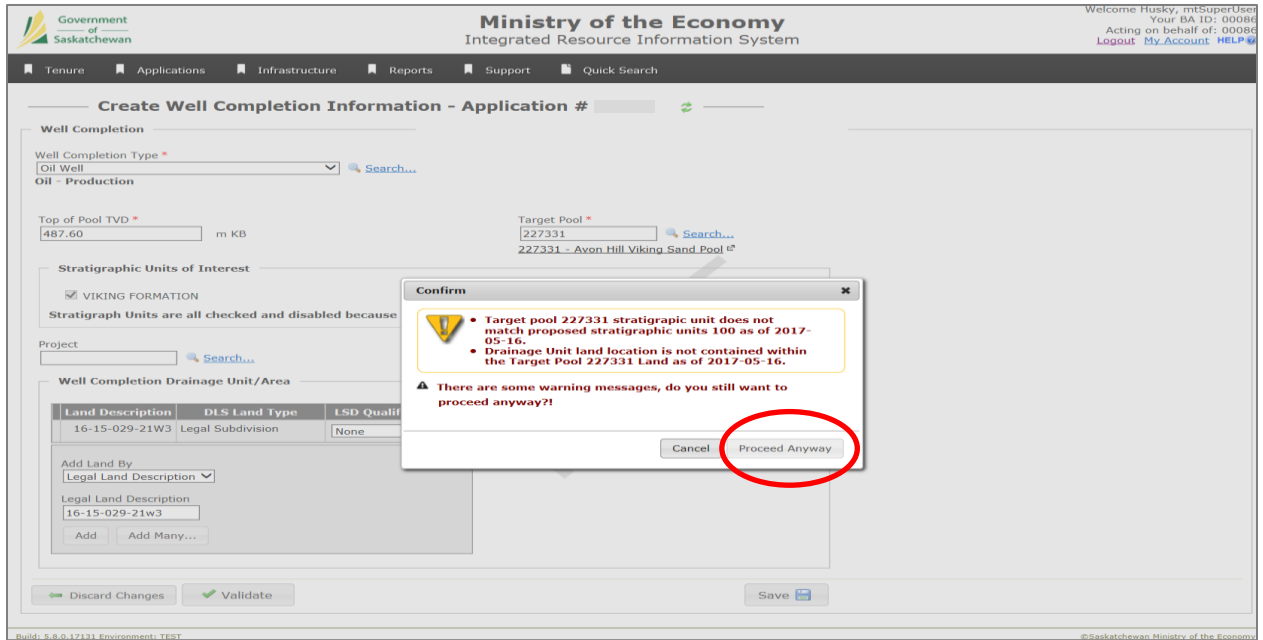 Government
of
Saskatchewan
Ministry of the Economy
Integrated Resource Information System
Welcome Husky, mtSuperUser
Your BA ID: 00086
Acting on behalf of: 00086
Logout My Account HELP
Tenure Applications Infrastructure Reports Support Quick Search
Create Well Completion Information - Application #
Well Completion
Well Completion Type *
Oil Well Search...
Oil - Production
Top of Pool TVD *
487.60 m KB
Target Pool *
227331 Search...
227331 - Avon Hill Viking Sand Pool
Stratigraphic Units of Interest
VIKING FORMATION
Stratigraph Units are all checked and disabled because
Project
Search...
Well Completion Drainage Unit/Area
Land Description DLS Land Type LSD Qualif
16-15-029-21W3 Legal Subdivision None
Add Land By
Legal Land Description
Legal Land Description
16-15-029-21w3
Add Add Many...
Confirm
• Target pool 227331 stratigrapic unit does not
match proposed stratigraphic units 100 as of 2017-
05-16.
• Drainage Unit land location is not contained within
the Target Pool 227331 Land as of 2017-05-16.
There are some warning messages, do you still want to
proceed anyway?!
Cancel Proceed Anyway
Discard Changes Validate Save
Build: 5.8.0.17131 Environment: TEST
©Saskatchewan Ministry of the Economy